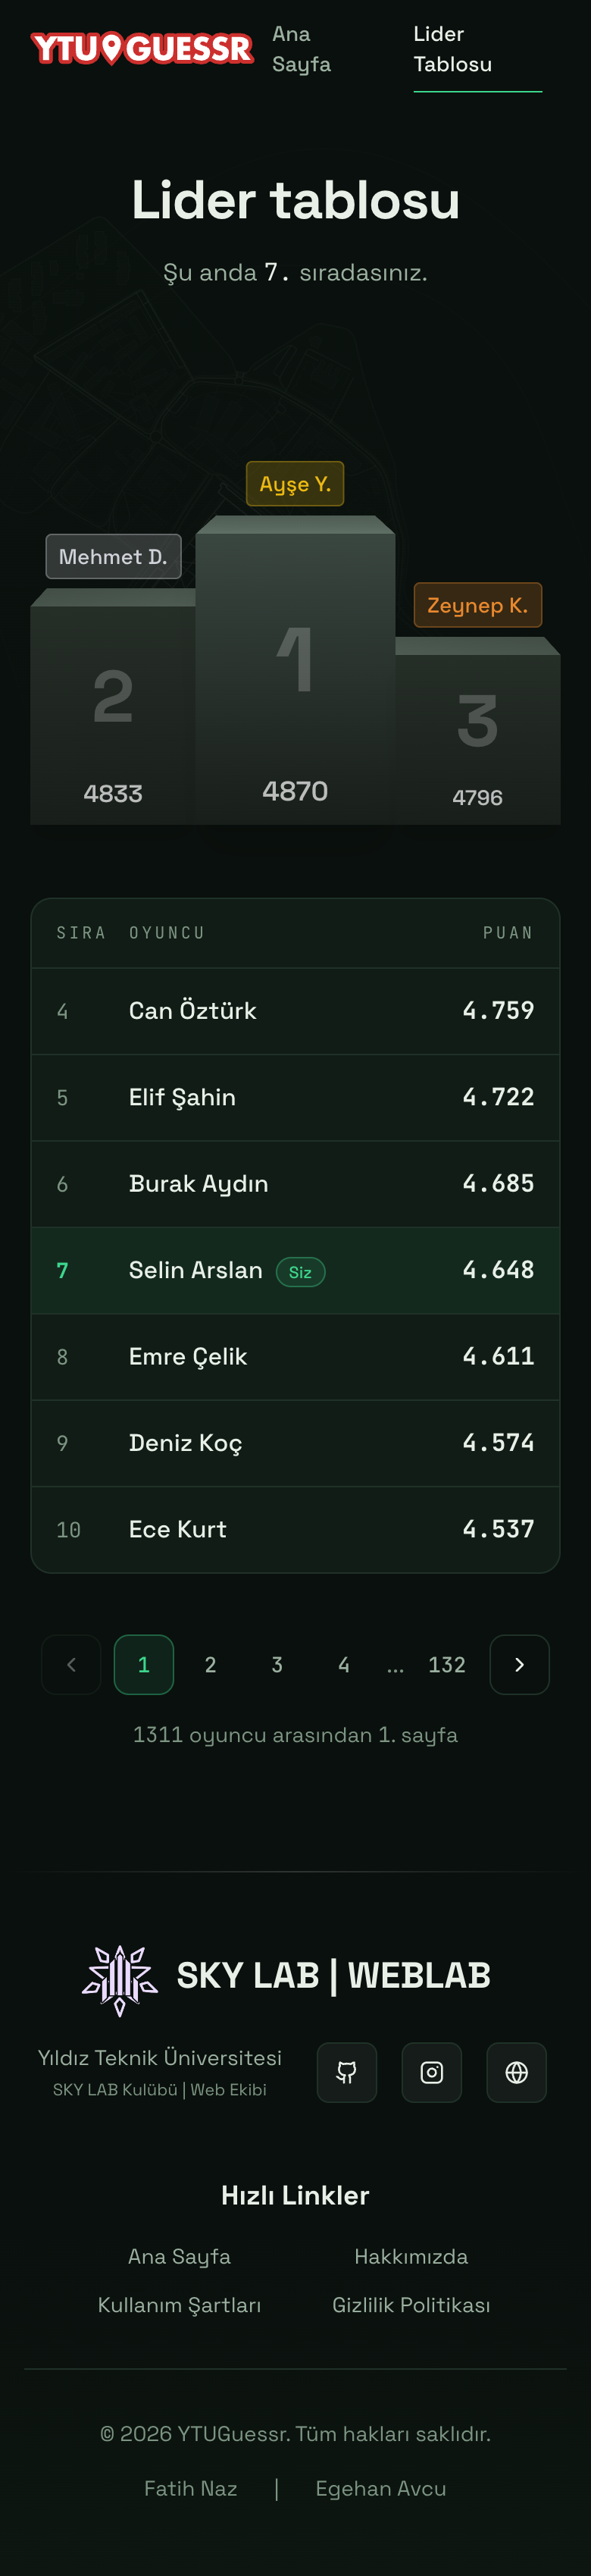 YTU GUESSR
Ana Sayfa
Lider Tablosu
Lider tablosu
Şu anda 7. sıradasınız.
Ayşe Y.
Mehmet D.
Zeynep K.
1
2
3
4833
4870
4796
SIRA OYUNCU PUAN
4 Can Öztürk 4.759
5 Elif Şahin 4.722
6 Burak Aydın 4.685
7 Selin Arslan Siz 4.648
8 Emre Çelik 4.611
9 Deniz Koç 4.574
10 Ece Kurt 4.537
1 2 3 4 ... 132
1311 oyuncu arasından 1. sayfa
SKY LAB | WEBLAB
Yıldız Teknik Üniversitesi
SKY LAB Kulübü | Web Ekibi
Hızlı Linkler
Ana Sayfa Hakkımızda
Kullanım Şartları Gizlilik Politikası
© 2026 YTUGuessr. Tüm hakları saklıdır.
Fatih Naz | Egehan Avcu